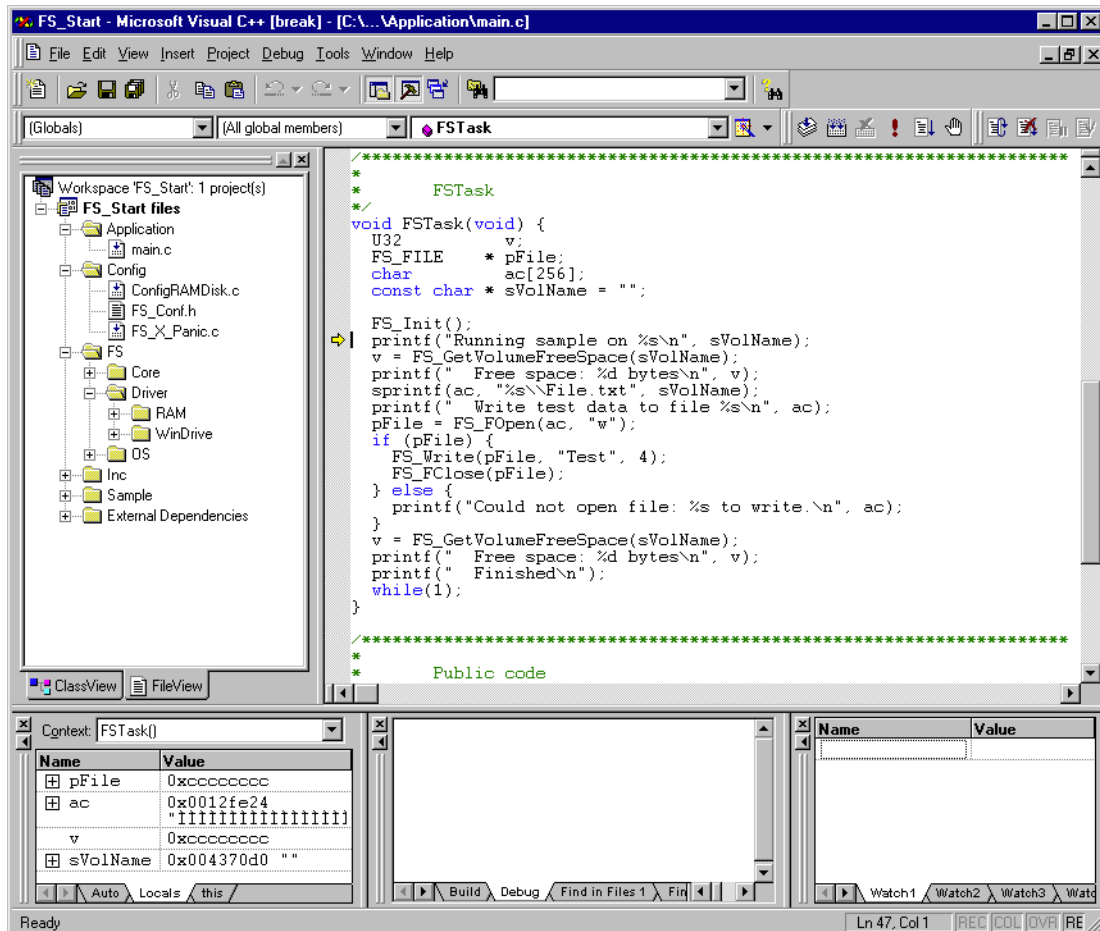 FS_Start - Microsoft Visual C++ [break] - [C:\...\Application\main.c]
File Edit View Insert Project Debug Tools Window Help
(Globals) (All global members) FSTask
Workspace 'FS_Start': 1 project(s)
FS_Start files
Application
main.c
Config
ConfigRAMDisk.c
FS_Conf.h
FS_X_Panic.c
FS
Core
Driver
RAM
WinDrive
OS
Inc
Sample
External Dependencies
ClassView FileView
/*********************************************************************
*
*       FSTask
*/
void FSTask(void) {
  U32          v;
  FS_FILE    * pFile;
  char         ac[256];
  const char * sVolName = "";
  FS_Init();
  printf("Running sample on %s\n", sVolName);
  v = FS_GetVolumeFreeSpace(sVolName);
  printf("  Free space: %d bytes\n", v);
  sprintf(ac, "%s\\File.txt", sVolName);
  printf("  Write test data to file %s\n", ac);
  pFile = FS_FOpen(ac, "w");
  if (pFile) {
    FS_Write(pFile, "Test", 4);
    FS_FClose(pFile);
  } else {
    printf("Could not open file: %s to write.\n", ac);
  }
  v = FS_GetVolumeFreeSpace(sVolName);
  printf("  Free space: %d bytes\n", v);
  printf("  Finished\n");
  while(1);
}
/*********************************************************************
*
*       Public code
Context: FSTask()
Name Value
pFile 0xcccccccc
ac 0x0012fe24
"ÌÌÌÌÌÌÌÌÌÌÌÌÌÌÌÌÌ
v 0xcccccccc
sVolName 0x004370d0 ""
Auto Locals this
Build Debug Find in Files 1 Fin
Name Value
Watch1 Watch2 Watch3 Watc
Ready
Ln 47, Col 1 REC COL OVR RE